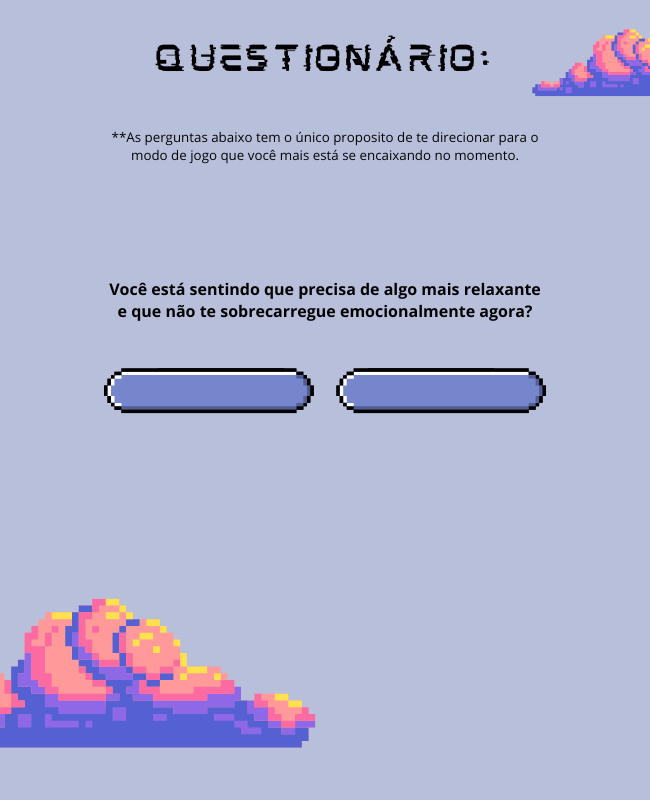 QUESTIONÁRIO:
**As perguntas abaixo tem o único proposito de te direcionar para o
modo de jogo que você mais está se encaixando no momento.
Você está sentindo que precisa de algo mais relaxante
e que não te sobrecarregue emocionalmente agora?